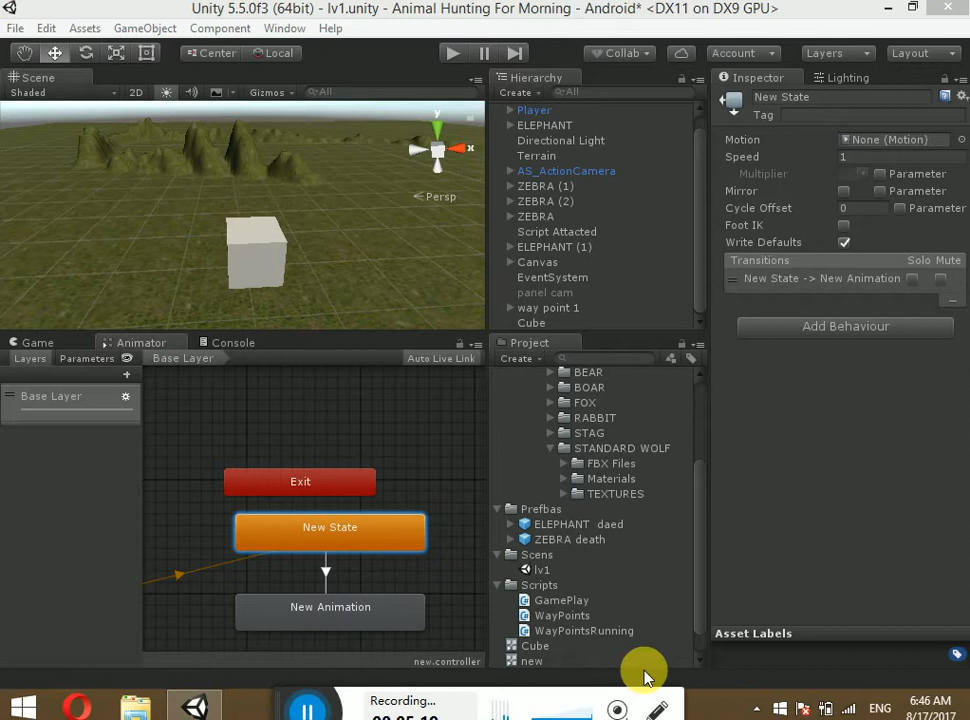 Unity 5.5.0f3 (64bit) - lv1.unity - Animal Hunting For Morning - Android* <DX11 on DX9 GPU>
File Edit Assets GameObject Component Window Help
Center Local Collab Account Layers Layout
Scene
Shaded 2D Gizmos All
y
x
Persp
Hierarchy
Create All
Player
ELEPHANT
Directional Light
Terrain
AS_ActionCamera
ZEBRA (1)
ZEBRA (2)
ZEBRA
Script Attacted
ELEPHANT (1)
Canvas
EventSystem
panel cam
way point 1
Cube
Inspector Lighting
New State
Tag
Motion None (Motion)
Speed 1
Multiplier Parameter
Mirror Parameter
Cycle Offset 0 Parameter
Foot IK
Write Defaults
Transitions Solo Mute
New State -> New Animation
Add Behaviour
Asset Labels
Game Animator Console
Layers Parameters Base Layer Auto Live Link
Base Layer
Exit
New State
New Animation
new.controller
Project
Create
BEAR
BOAR
FOX
RABBIT
STAG
STANDARD WOLF
FBX Files
Materials
TEXTURES
Prefbas
ELEPHANT daed
ZEBRA death
Scens
lv1
Scripts
GamePlay
WayPoints
WayPointsRunning
Cube
new
Recording...
ENG
6:46 AM
8/17/2017